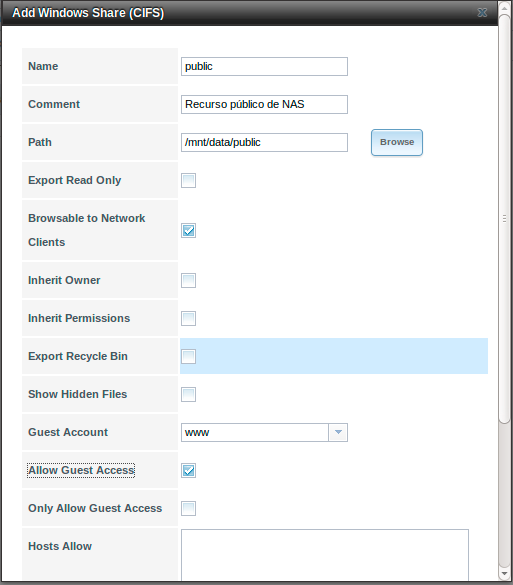 Add Windows Share (CIFS)
Name
public
Comment
Recurso público de NAS
Path
/mnt/data/public
Browse
Export Read Only
Browsable to Network
Clients
Inherit Owner
Inherit Permissions
Export Recycle Bin
Show Hidden Files
Guest Account
www
Allow Guest Access
Only Allow Guest Access
Hosts Allow